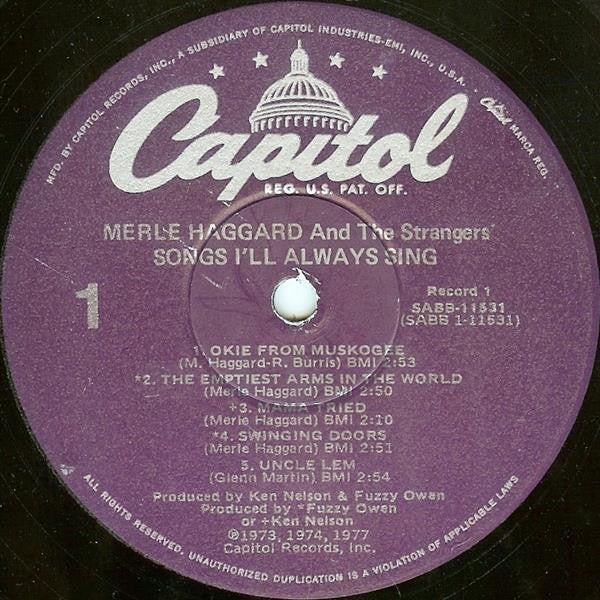 MFD. BY CAPITOL RECORDS, INC., A SUBSIDIARY OF CAPITOL INDUSTRIES-EMI, INC., U.S.A. • Capitol MARCA REG.
Capitol
REG. U.S. PAT. OFF.
MERLE HAGGARD And The Strangers'
SONGS I'LL ALWAYS SING
1
Record 1
SABB-11531
(SABB 1-11531)
1. OKIE FROM MUSKOGEE
(M. Haggard-R. Burris) BMI 2:53
*2. THE EMPTIEST ARMS IN THE WORLD
(Merle Haggard) BMI 2:50
+3. MAMA TRIED
(Merle Haggard) BMI 2:10
*4. SWINGING DOORS
(Merle Haggard) BMI 2:51
5. UNCLE LEM
(Glenn Martin) BMI 2:54
Produced by Ken Nelson & Fuzzy Owen
Produced by *Fuzzy Owen
or +Ken Nelson
℗1973, 1974, 1977
Capitol Records, Inc.
ALL RIGHTS RESERVED, UNAUTHORIZED DUPLICATION IS A VIOLATION OF APPLICABLE LAWS